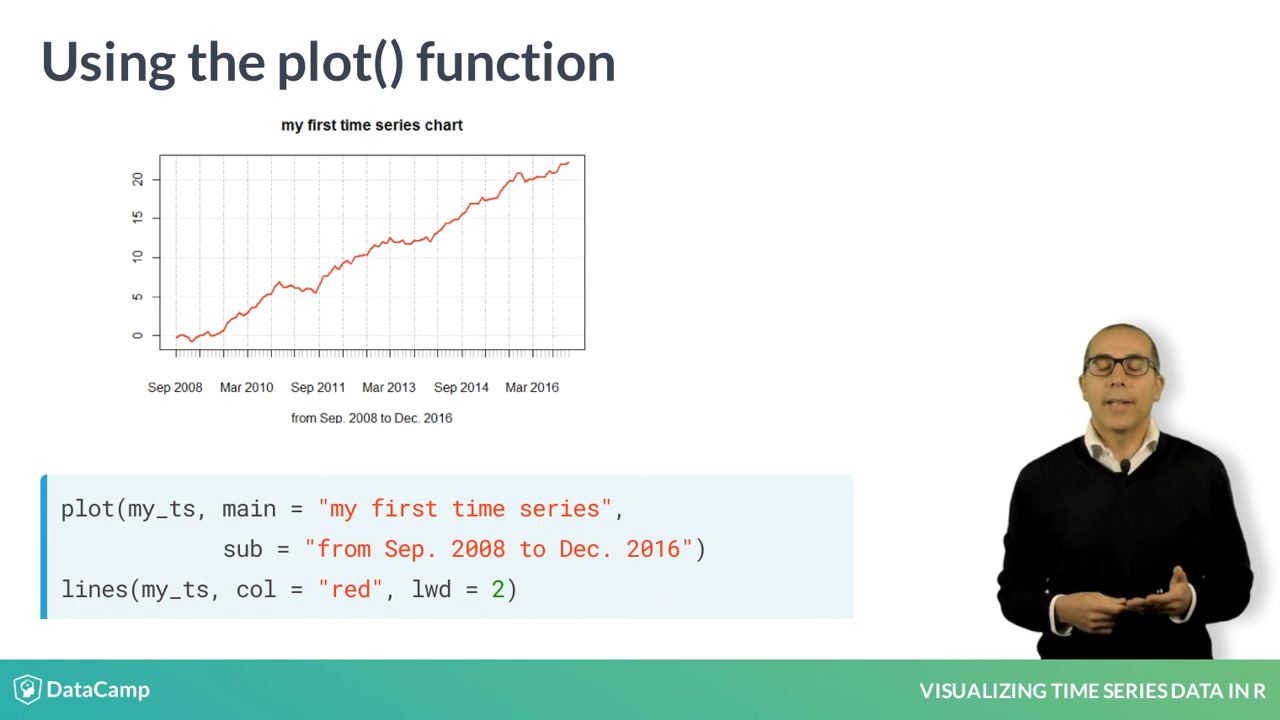 Using the plot() function
my first time series chart
20
15
10
5
0
Sep 2008 Mar 2010 Sep 2011 Mar 2013 Sep 2014 Mar 2016
from Sep. 2008 to Dec. 2016
plot(my_ts, main = "my first time series",
sub = "from Sep. 2008 to Dec. 2016")
lines(my_ts, col = "red", lwd = 2)
DataCamp
VISUALIZING TIME SERIES DATA IN R